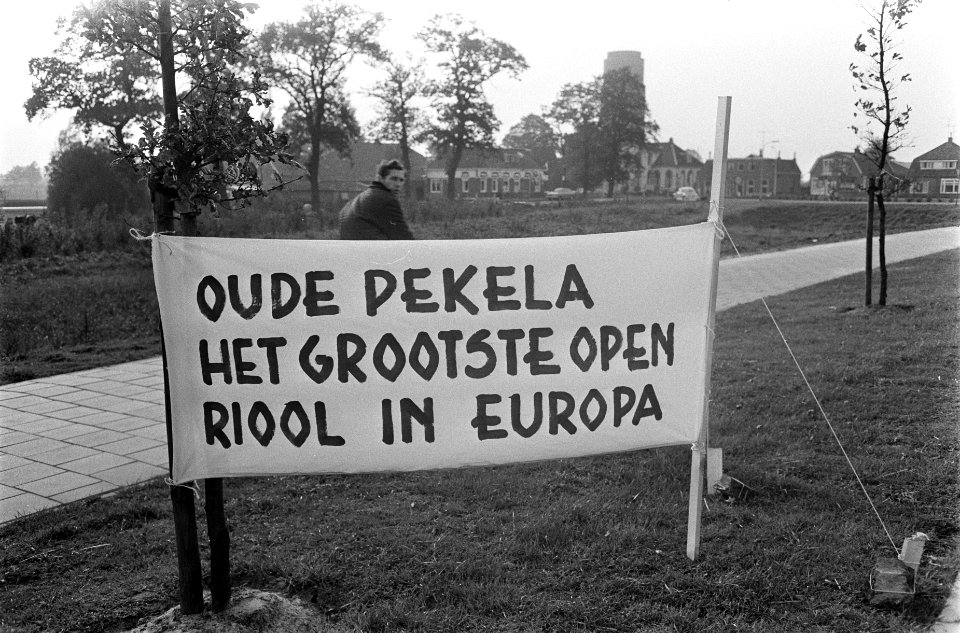 OUDE PEKELA
HET GROOTSTE OPEN
RIOOL IN EUROPA